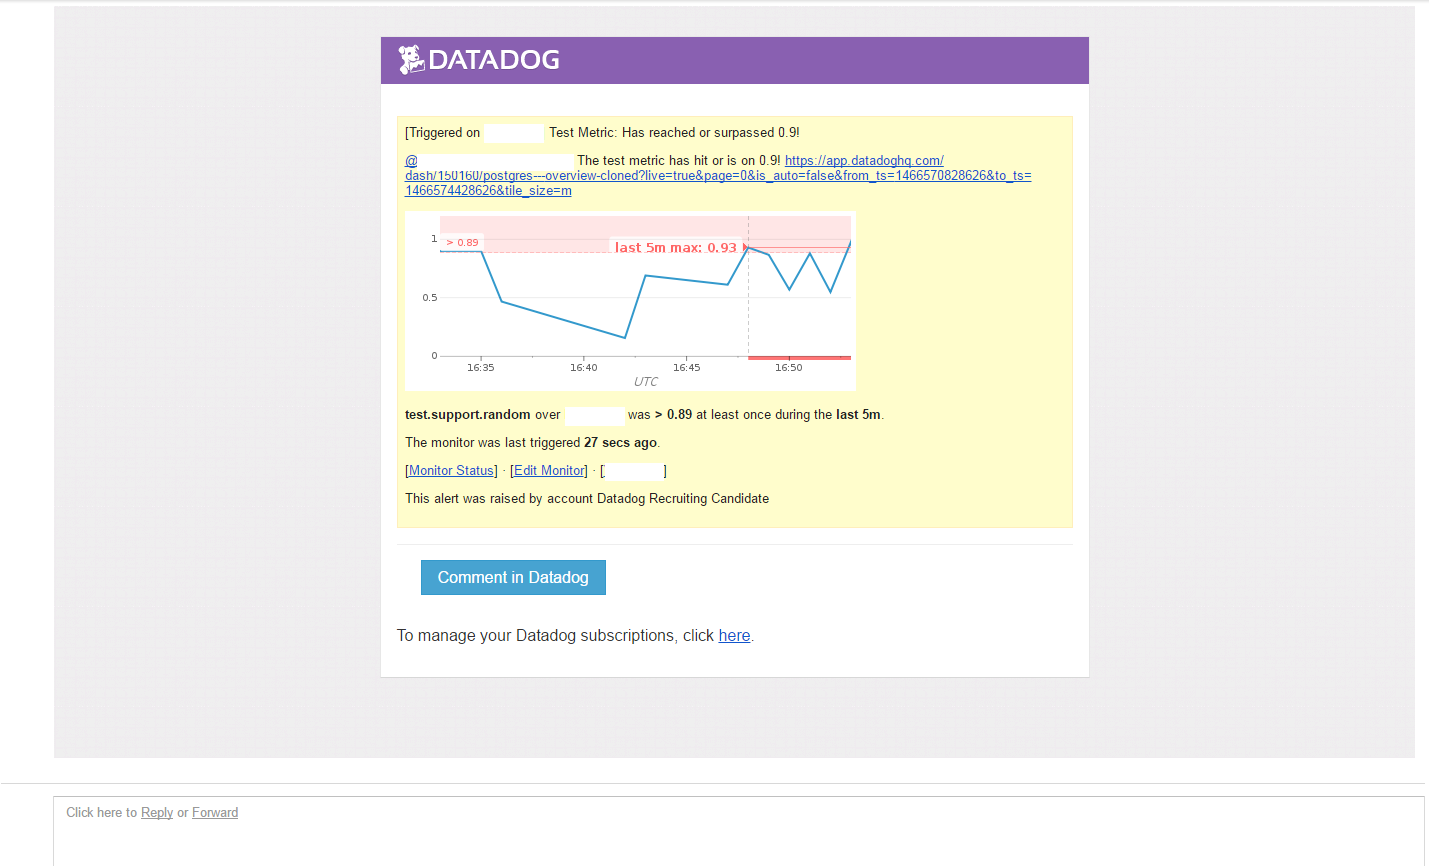 DATADOG
[Triggered on Test Metric: Has reached or surpassed 0.9!
@ The test metric has hit or is on 0.9! https://app.datadoghq.com/
dash/150160/postgres---overview-cloned?live=true&page=0&is_auto=false&from_ts=1466570828626&to_ts=
1466574428626&tile_size=m
1
> 0.89
last 5m max: 0.93
0.5
0
16:35 16:40 16:45 16:50
UTC
test.support.random over was > 0.89 at least once during the last 5m.
The monitor was last triggered 27 secs ago.
[Monitor Status] · [Edit Monitor] · [ ]
This alert was raised by account Datadog Recruiting Candidate
Comment in Datadog
To manage your Datadog subscriptions, click here.
Click here to Reply or Forward